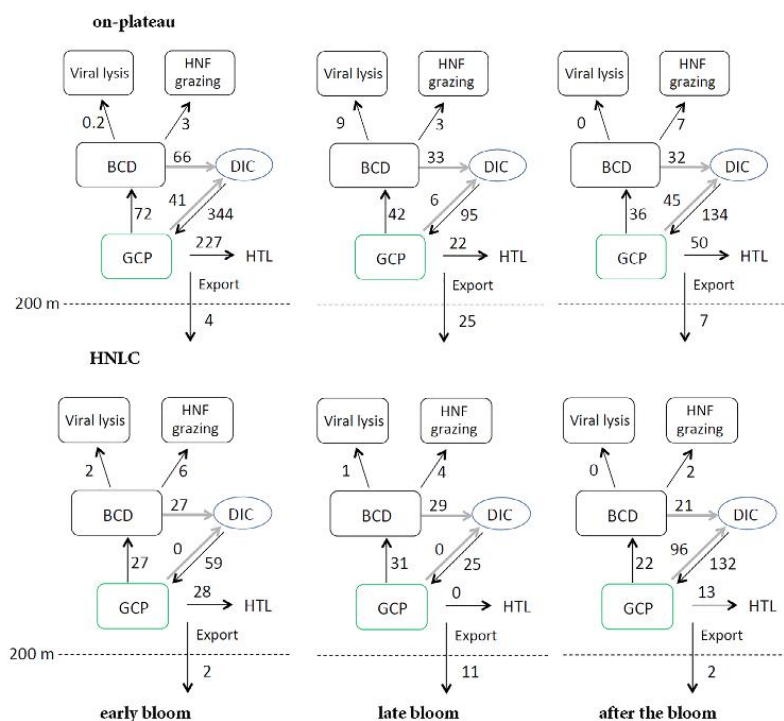 on-plateau
Viral lysis
HNF
grazing
0.2
3
BCD
66
DIC
72
41
344
GCP
227
HTL
Export
4
Viral lysis
HNF
grazing
9
3
BCD
33
DIC
42
6
95
GCP
22
HTL
Export
25
Viral lysis
HNF
grazing
0
7
BCD
32
DIC
36
45
134
GCP
50
HTL
Export
7
200 m
HNLC
Viral lysis
HNF
grazing
2
6
BCD
27
DIC
27
0
59
GCP
28
HTL
Export
2
Viral lysis
HNF
grazing
1
4
BCD
29
DIC
31
0
25
GCP
0
HTL
Export
11
Viral lysis
HNF
grazing
0
2
BCD
21
DIC
22
96
132
GCP
13
HTL
Export
2
200 m
early bloom
late bloom
after the bloom